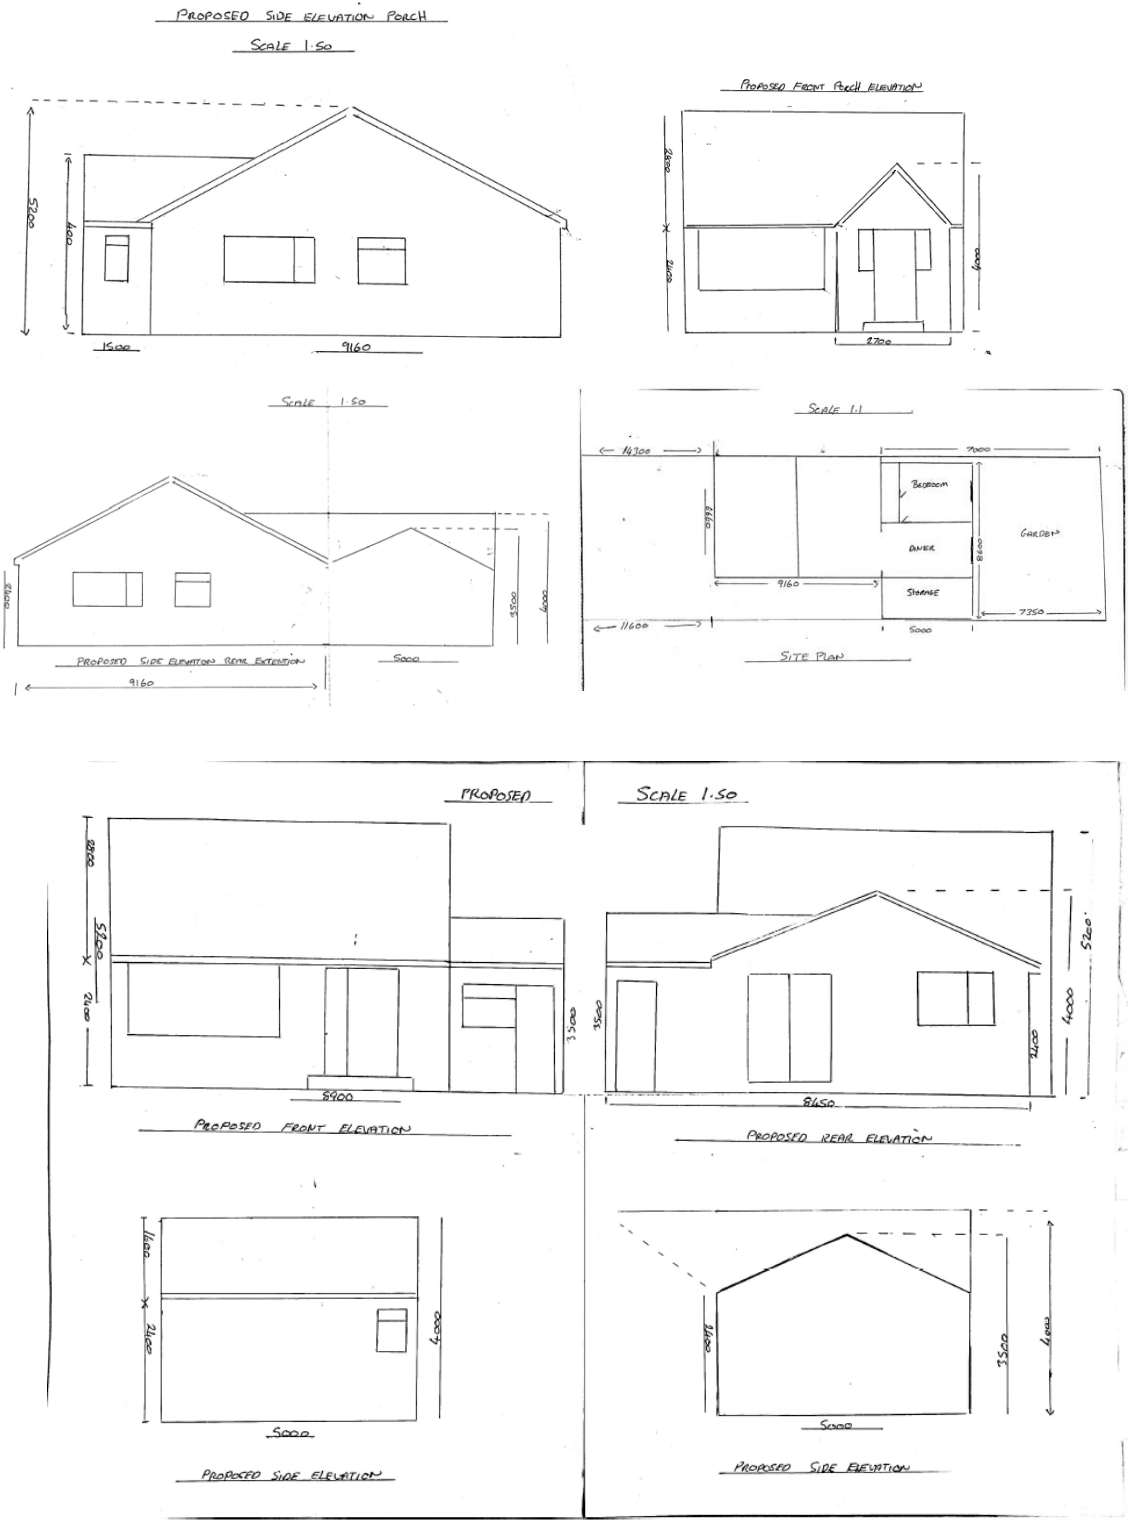 PROPOSED SIDE ELEVATION PORCH
SCALE 1.50
5200
400
1500
9160
PROPOSED FRONT PORCH ELEVATION
2800
2400
4000
2700
SCALE 1.50
2400
3500
4000
PROPOSED SIDE ELEVATION REAR EXTENTION
5000
9160
SCALE 1.1
14300
7000
BEDROOM
6660
GARDEN
DINER
8600
9160
STORAGE
7350
11600
5000
SITE PLAN
PROPOSED
SCALE 1.50
2800
5200
2400
3500
8900
PROPOSED FRONT ELEVATION
3500
5200
4000
2400
8650
PROPOSED REAR ELEVATION
1600
2400
4000
5000
PROPOSED SIDE ELEVATION
2400
3500
4000
5000
PROPOSED SIDE ELEVATION